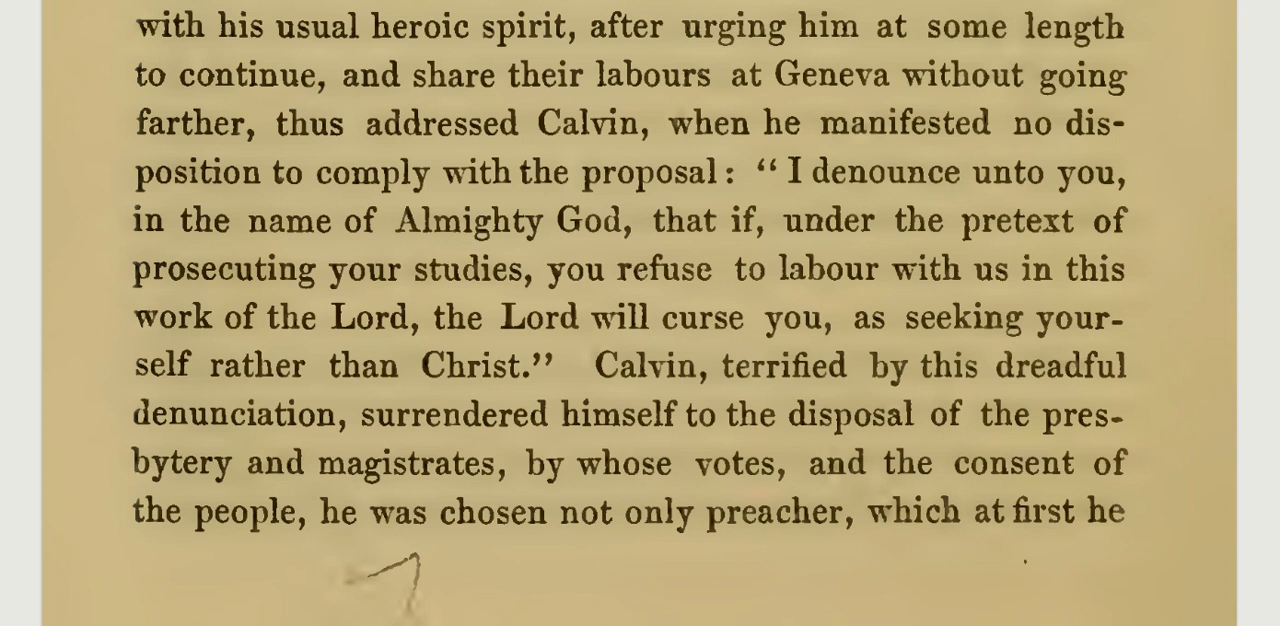 with his usual heroic spirit, after urging him at some length
to continue, and share their labours at Geneva without going
farther, thus addressed Calvin, when he manifested no dis-
position to comply with the proposal: “ I denounce unto you,
in the name of Almighty God, that if, under the pretext of
prosecuting your studies, you refuse to labour with us in this
work of the Lord, the Lord will curse you, as seeking your-
self rather than Christ.” Calvin, terrified by this dreadful
denunciation, surrendered himself to the disposal of the pres-
bytery and magistrates, by whose votes, and the consent of
the people, he was chosen not only preacher, which at first he